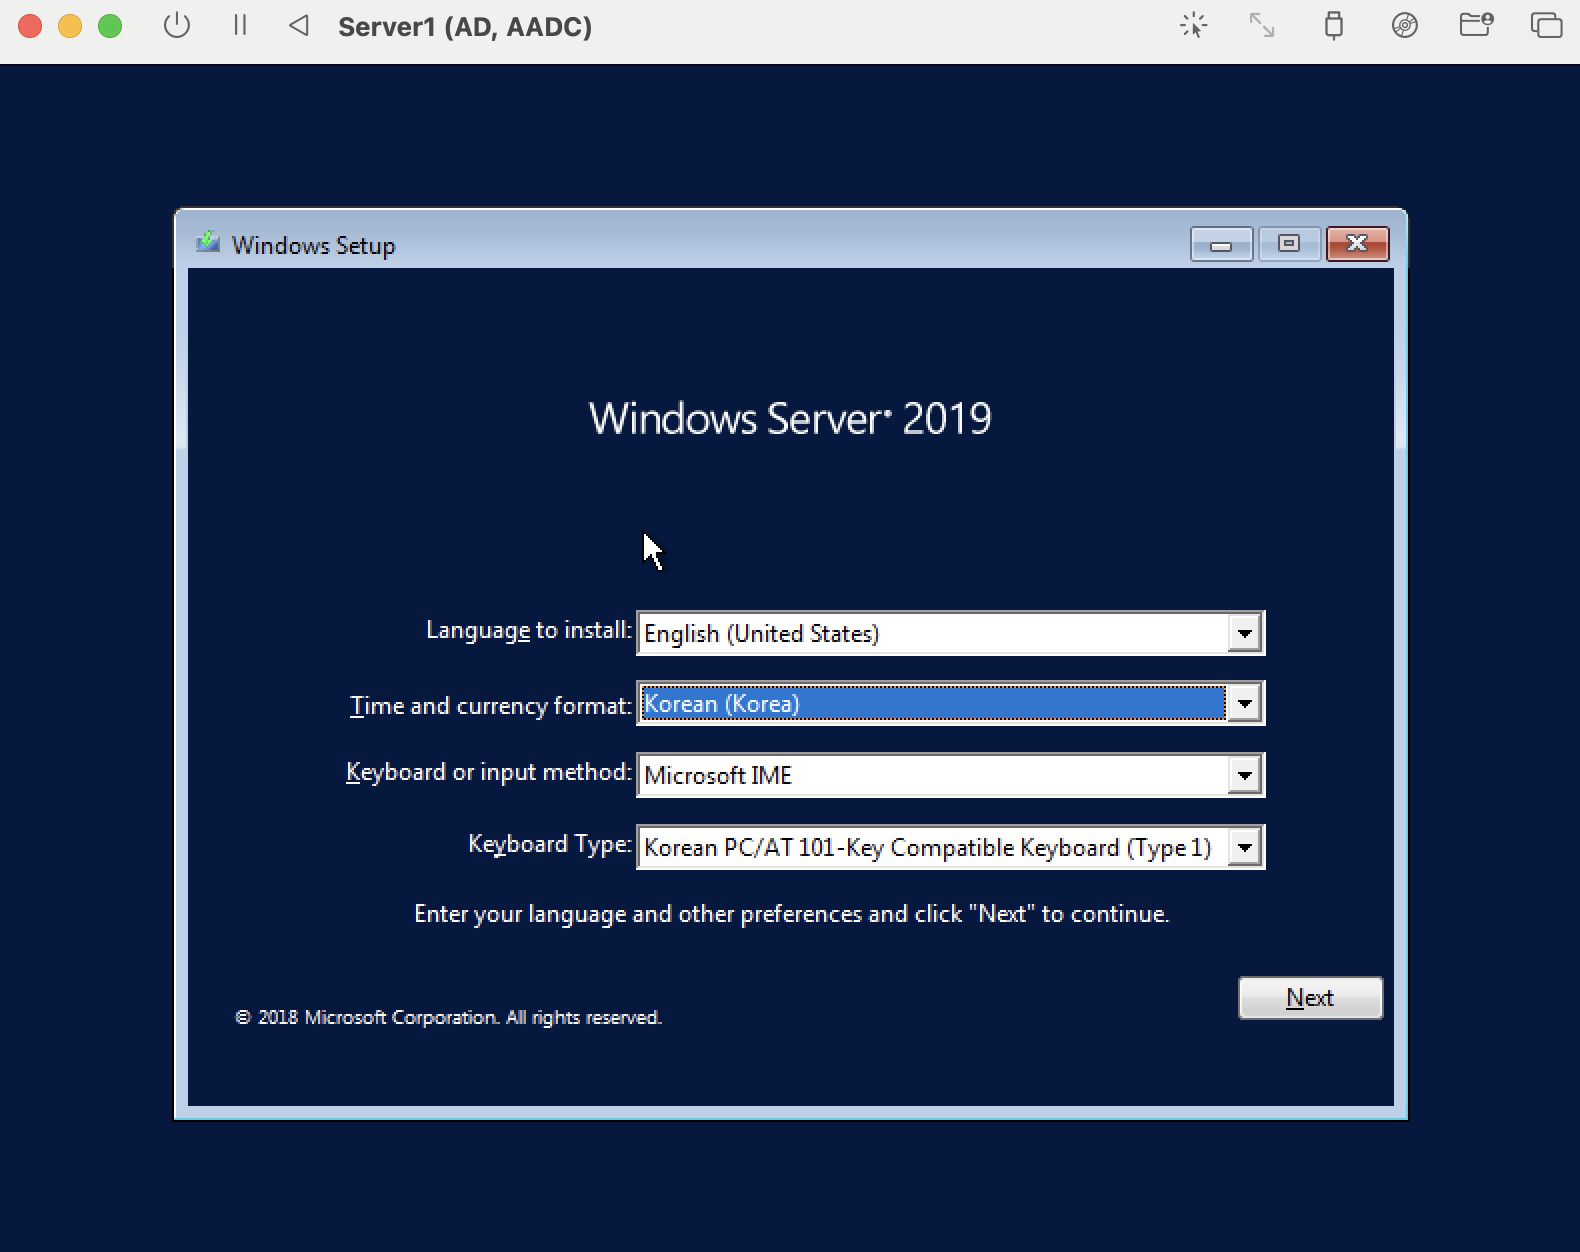 Server1 (AD, AADC)
Windows Setup
Windows Server® 2019
Language to install: English (United States)
Time and currency format: Korean (Korea)
Keyboard or input method: Microsoft IME
Keyboard Type: Korean PC/AT 101-Key Compatible Keyboard (Type 1)
Enter your language and other preferences and click "Next" to continue.
Next
© 2018 Microsoft Corporation. All rights reserved.